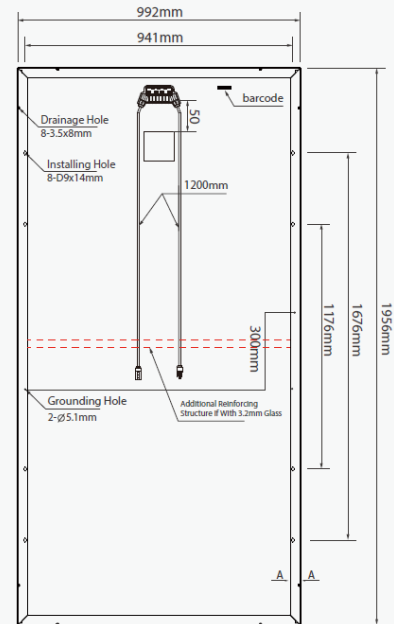 992mm
941mm
barcode
50
Drainage Hole
8-3.5x8mm
Installing Hole
8-D9x14mm
1200mm
1176mm
1676mm
1956mm
300mm
Grounding Hole
2-Ø5.1mm
Additional Reinforcing
Structure if With 3.2mm Glass
A
A